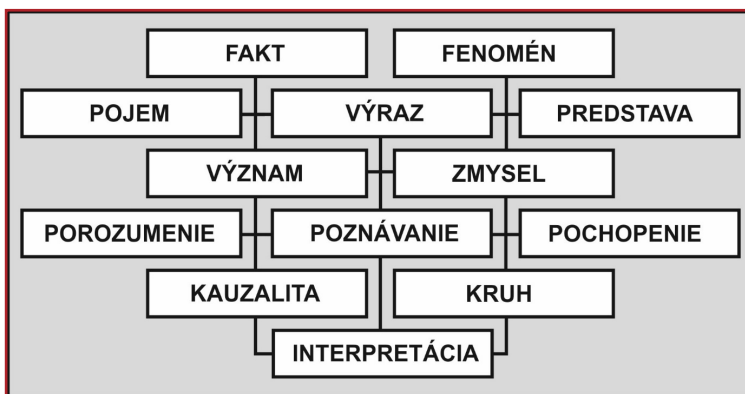 FAKT
FENOMÉN
POJEM
VÝRAZ
PREDSTAVA
VÝZNAM
ZMYSEL
POROZUMENIE
POZNÁVANIE
POCHOPENIE
KAUZALITA
KRUH
INTERPRETÁCIA